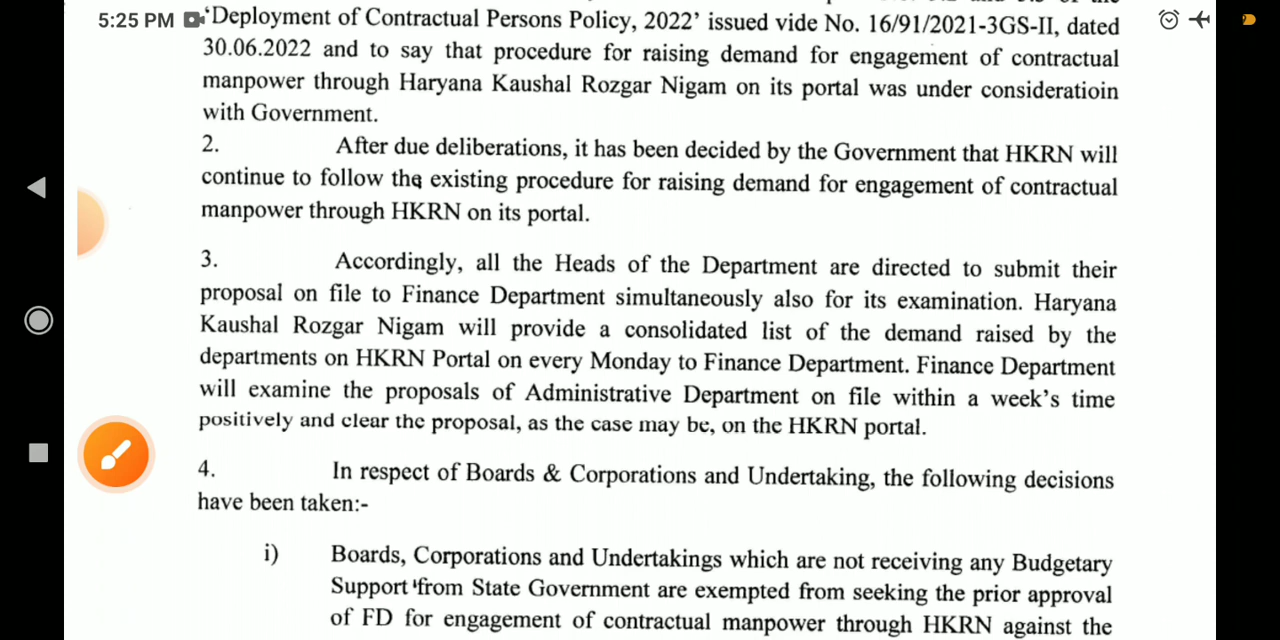 5:25 PM
'Deployment of Contractual Persons Policy, 2022' issued vide No. 16/91/2021-3GS-II, dated
30.06.2022 and to say that procedure for raising demand for engagement of contractual
manpower through Haryana Kaushal Rozgar Nigam on its portal was under consideratioin
with Government.
2. After due deliberations, it has been decided by the Government that HKRN will
continue to follow the existing procedure for raising demand for engagement of contractual
manpower through HKRN on its portal.
3. Accordingly, all the Heads of the Department are directed to submit their
proposal on file to Finance Department simultaneously also for its examination. Haryana
Kaushal Rozgar Nigam will provide a consolidated list of the demand raised by the
departments on HKRN Portal on every Monday to Finance Department. Finance Department
will examine the proposals of Administrative Department on file within a week's time
positively and clear the proposal, as the case may be, on the HKRN portal.
4. In respect of Boards & Corporations and Undertaking, the following decisions
have been taken:-
i) Boards, Corporations and Undertakings which are not receiving any Budgetary
Support from State Government are exempted from seeking the prior approval
of FD for engagement of contractual manpower through HKRN against the